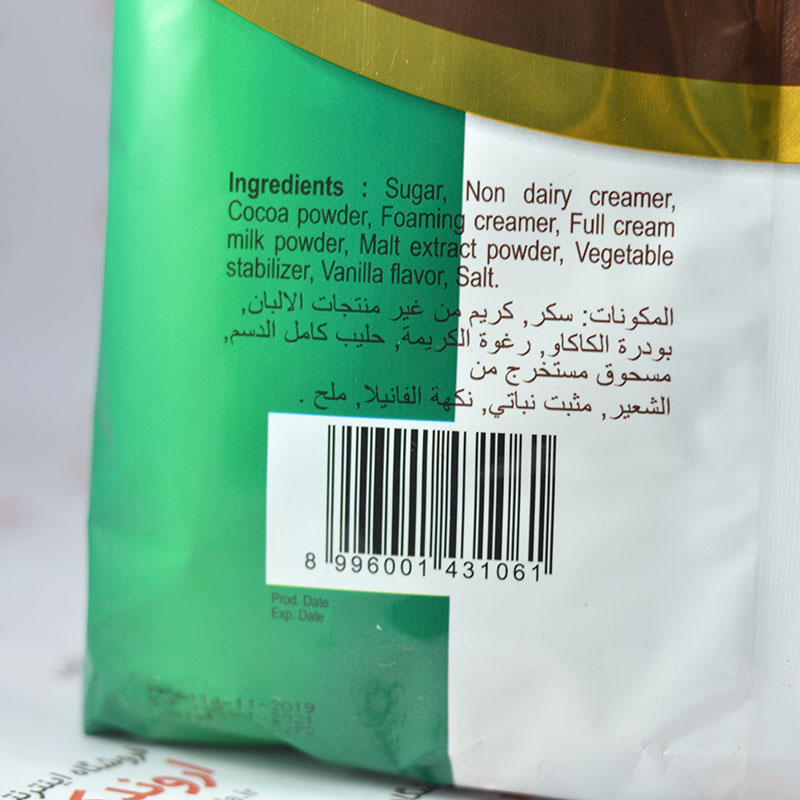 Ingredients : Sugar, Non dairy creamer,
Cocoa powder, Foaming creamer, Full cream
milk powder, Malt extract powder, Vegetable
stabilizer, Vanilla flavor, Salt.
المكونات: سكر, كريم من غير منتجات الالبان,
بودرة الكاكاو, رغوة الكريمة, حليب كامل الدسم,
مسحوق مستخرج من
الشعير, مثبت نباتي, نكهة الفانيلا, ملح .
8 996001 431061
Prod. Date :
Exp. Date :
14-11-2019
2021
فروشگاه اینترنتی